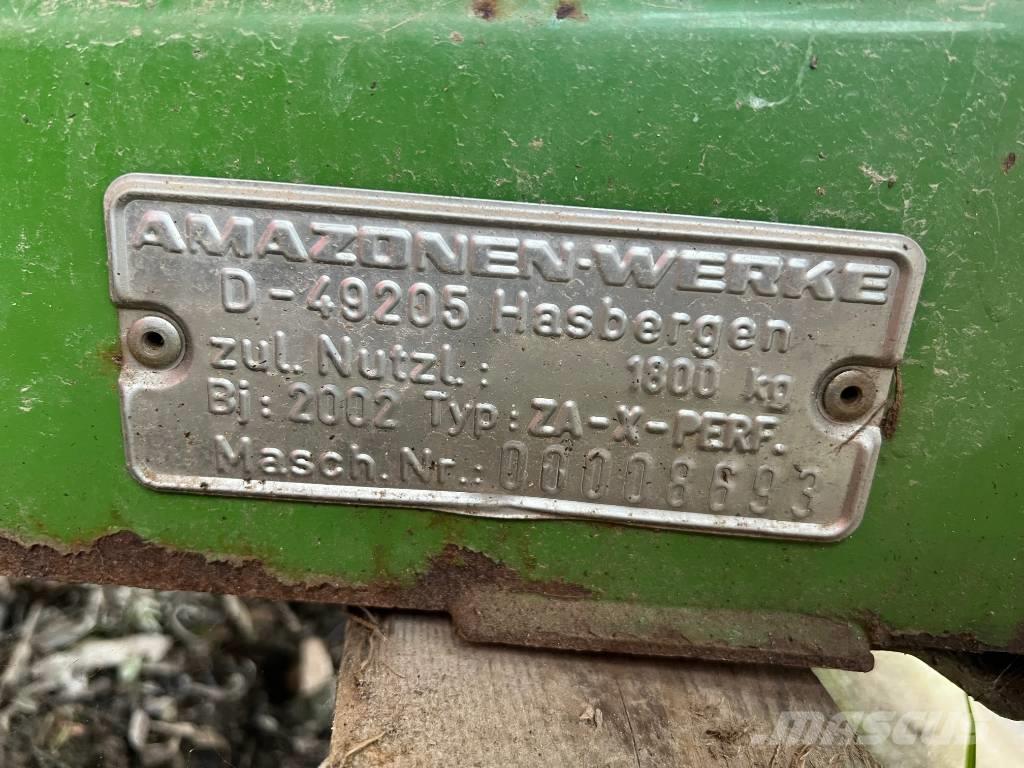 AMAZONEN-WERKE
D-49205 Hasbergen
zul. Nutzl.: 1800 kg
Bj: 2002 Typ: ZA-X-PERF.
Masch. Nr.: 00008693
MASCUS